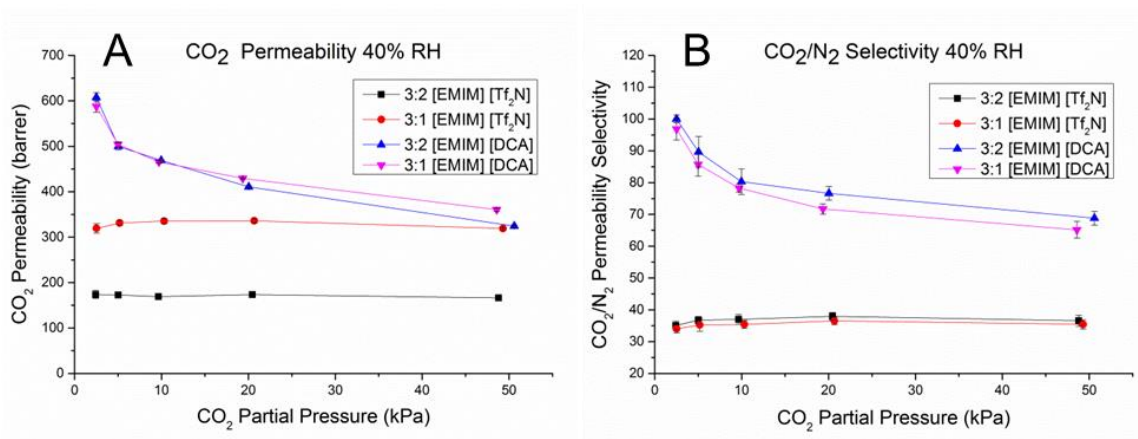 A
CO₂ Permeability 40% RH
CO₂ Permeability (barrer)
700
600
500
400
300
200
100
0
3:2 [EMIM] [Tf₂N]
3:1 [EMIM] [Tf₂N]
3:2 [EMIM] [DCA]
3:1 [EMIM] [DCA]
0 10 20 30 40 50
CO₂ Partial Pressure (kPa)
B
CO₂/N₂ Selectivity 40% RH
CO₂/N₂ Permeability Selectivity
120
110
100
90
80
70
60
50
40
30
20
3:2 [EMIM] [Tf₂N]
3:1 [EMIM] [Tf₂N]
3:2 [EMIM] [DCA]
3:1 [EMIM] [DCA]
0 10 20 30 40 50
CO₂ Partial Pressure (kPa)